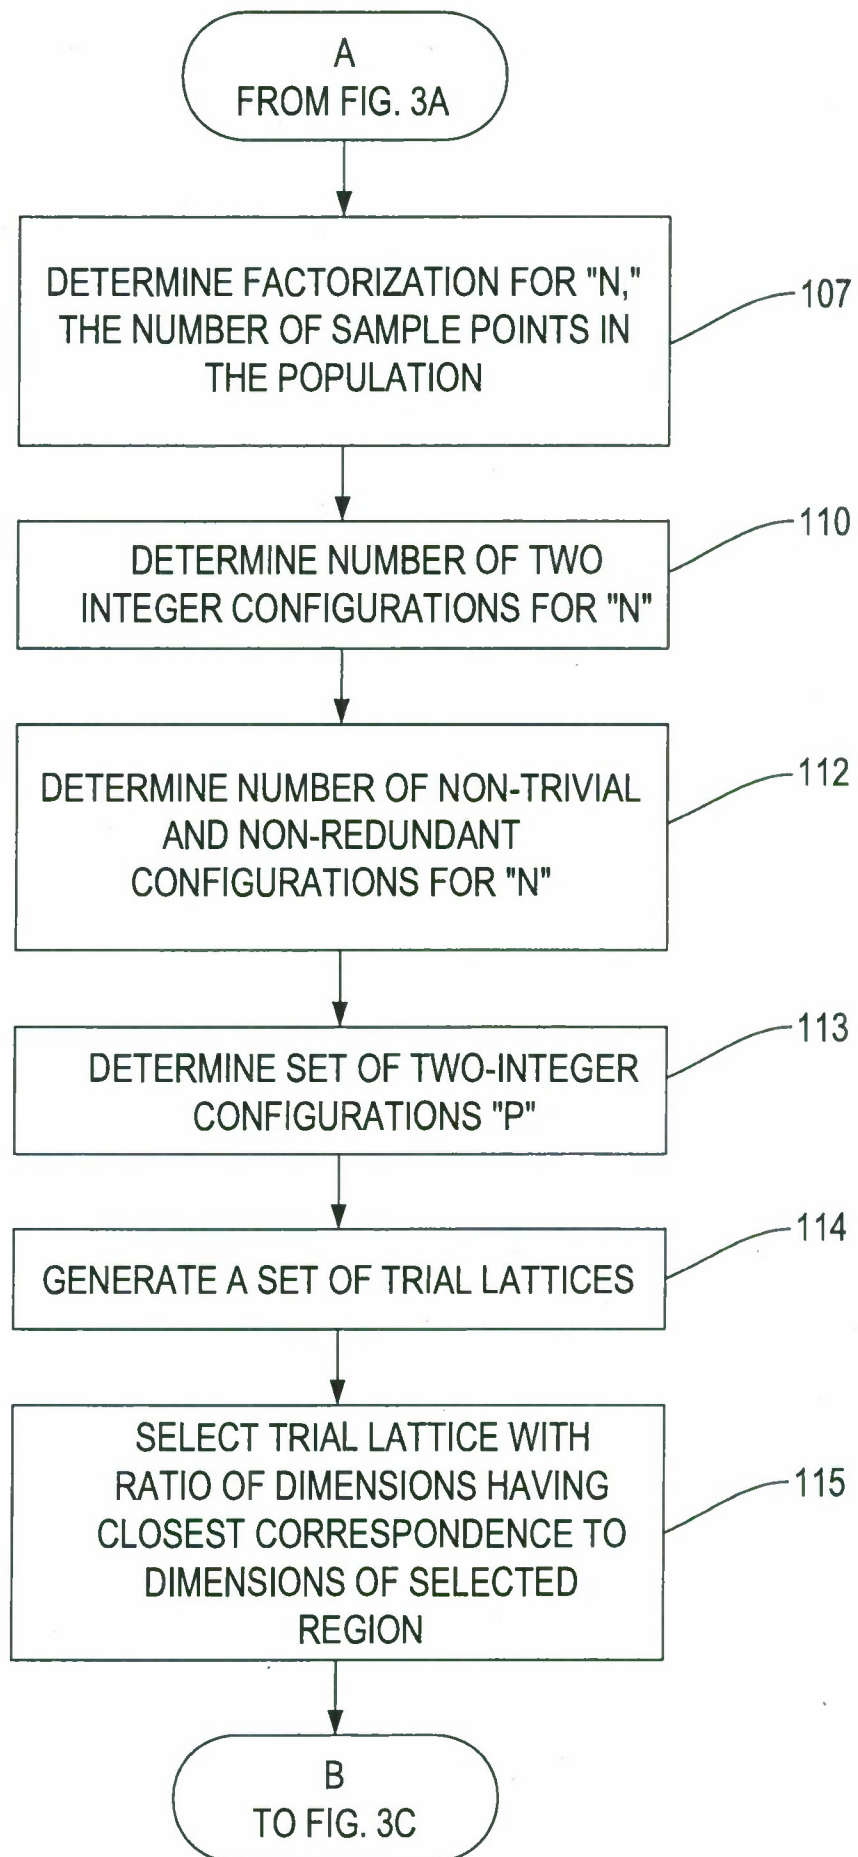 A
FROM FIG. 3A
DETERMINE FACTORIZATION FOR "N,"
THE NUMBER OF SAMPLE POINTS IN
THE POPULATION
107
DETERMINE NUMBER OF TWO
INTEGER CONFIGURATIONS FOR "N"
110
DETERMINE NUMBER OF NON-TRIVIAL
AND NON-REDUNDANT
CONFIGURATIONS FOR "N"
112
DETERMINE SET OF TWO-INTEGER
CONFIGURATIONS "P"
113
GENERATE A SET OF TRIAL LATTICES
114
SELECT TRIAL LATTICE WITH
RATIO OF DIMENSIONS HAVING
CLOSEST CORRESPONDENCE TO
DIMENSIONS OF SELECTED
REGION
115
B
TO FIG. 3C